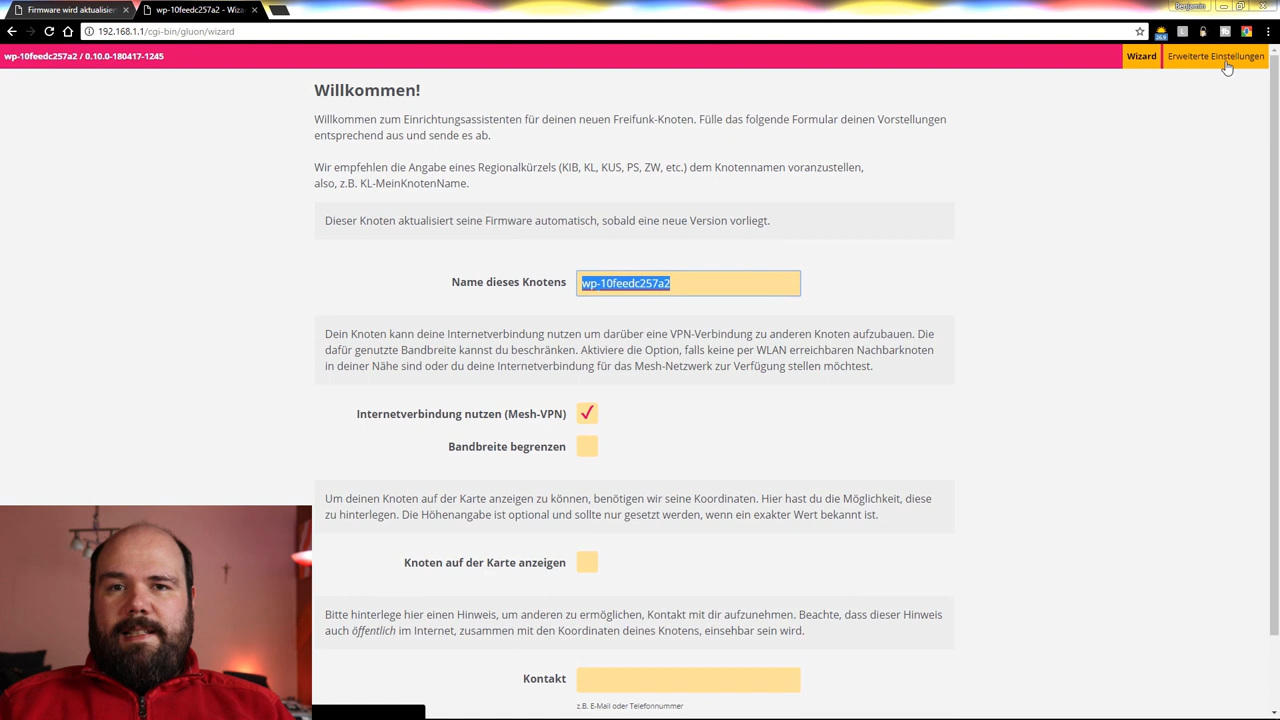 Firmware wird aktualisier
wp-10feedc257a2 - Wiza
Benjamin
192.168.1.1/cgi-bin/gluon/wizard
26.9
wp-10feedc257a2 / 0.10.0-180417-1245
Wizard
Erweiterte Einstellungen
Willkommen!
Willkommen zum Einrichtungsassistenten für deinen neuen Freifunk-Knoten. Fülle das folgende Formular deinen Vorstellungen
entsprechend aus und sende es ab.
Wir empfehlen die Angabe eines Regionalkürzels (KIB, KL, KUS, PS, ZW, etc.) dem Knotennamen voranzustellen,
also, z.B. KL-MeinKnotenName.
Dieser Knoten aktualisiert seine Firmware automatisch, sobald eine neue Version vorliegt.
Name dieses Knotens
wp-10feedc257a2
Dein Knoten kann deine Internetverbindung nutzen um darüber eine VPN-Verbindung zu anderen Knoten aufzubauen. Die
dafür genutzte Bandbreite kannst du beschränken. Aktiviere die Option, falls keine per WLAN erreichbaren Nachbarknoten
in deiner Nähe sind oder du deine Internetverbindung für das Mesh-Netzwerk zur Verfügung stellen möchtest.
Internetverbindung nutzen (Mesh-VPN)
Bandbreite begrenzen
Um deinen Knoten auf der Karte anzeigen zu können, benötigen wir seine Koordinaten. Hier hast du die Möglichkeit, diese
zu hinterlegen. Die Höhenangabe ist optional und sollte nur gesetzt werden, wenn ein exakter Wert bekannt ist.
Knoten auf der Karte anzeigen
Bitte hinterlege hier einen Hinweis, um anderen zu ermöglichen, Kontakt mit dir aufzunehmen. Beachte, dass dieser Hinweis
auch öffentlich im Internet, zusammen mit den Koordinaten deines Knotens, einsehbar sein wird.
Kontakt
z.B. E-Mail oder Telefonnummer